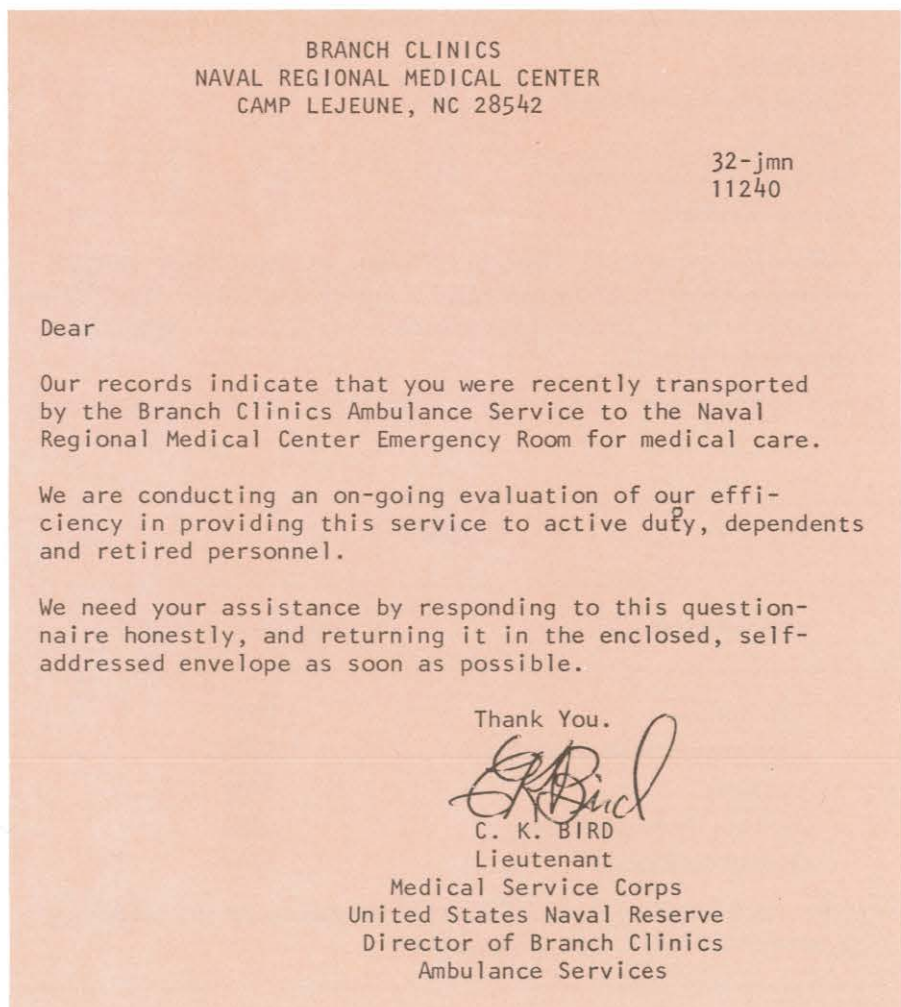 BRANCH CLINICS
NAVAL REGIONAL MEDICAL CENTER
CAMP LEJEUNE, NC 28542
32-jmn
11240
Dear
Our records indicate that you were recently transported
by the Branch Clinics Ambulance Service to the Naval
Regional Medical Center Emergency Room for medical care.
We are conducting an on-going evaluation of our effi-
ciency in providing this service to active duty, dependents
and retired personnel.
We need your assistance by responding to this question-
naire honestly, and returning it in the enclosed, self-
addressed envelope as soon as possible.
Thank You.
CK Bird
C. K. BIRD
Lieutenant
Medical Service Corps
United States Naval Reserve
Director of Branch Clinics
Ambulance Services